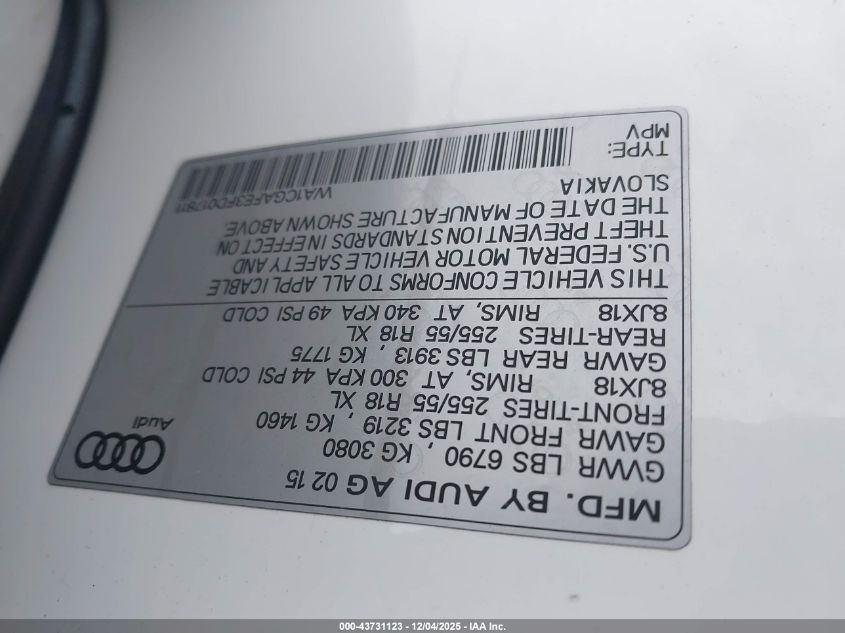 MFD. BY AUDI AG 02 15
GVWR LBS 6790 , KG 3080
GAWR FRONT LBS 3219 , KG 1460
FRONT-TIRES 255/55 R18 XL
8JX18 RIMS, AT 300 KPA 44 PSI COLD
GAWR REAR LBS 3913 , KG 1775
REAR-TIRES 255/55 R18 XL
8JX18 RIMS, AT 340 KPA 49 PSI COLD
Audi
THIS VEHICLE CONFORMS TO ALL APPLICABLE
U.S. FEDERAL MOTOR VEHICLE SAFETY AND
THEFT PREVENTION STANDARDS IN EFFECT ON
THE DATE OF MANUFACTURE SHOWN ABOVE.
SLOVAKIA WA1CGAFE3FD017811
TYPE:
MPV
000-43731123 - 12/04/2025 - IAA Inc.